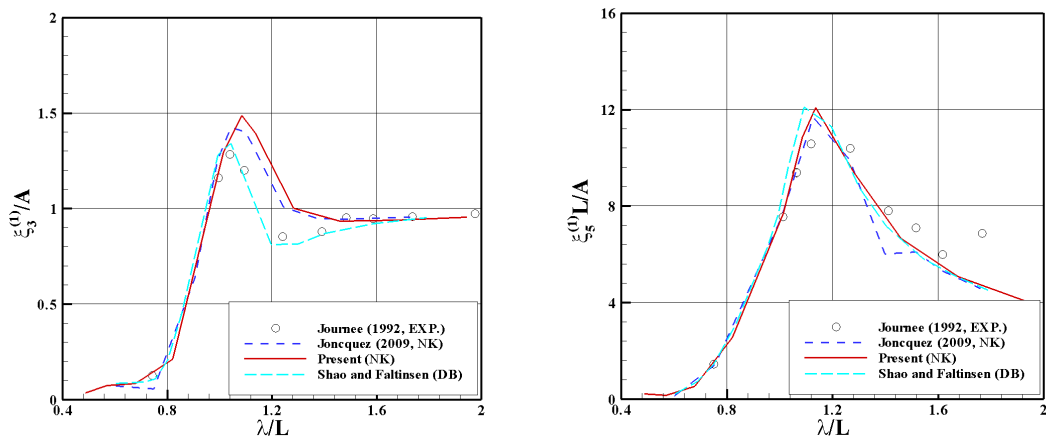 2
1.5
1
0.5
0
0.4
0.8
1.2
1.6
2
ξ₃⁽¹⁾/A
λ/L
Journee (1992, EXP.)
Joncquez (2009, NK)
Present (NK)
Shao and Faltinsen (DB)
16
12
8
4
0
0.4
0.8
1.2
1.6
2
ξ₅⁽¹⁾L/A
λ/L
Journee (1992, EXP.)
Joncquez (2009, NK)
Present (NK)
Shao and Faltinsen (DB)